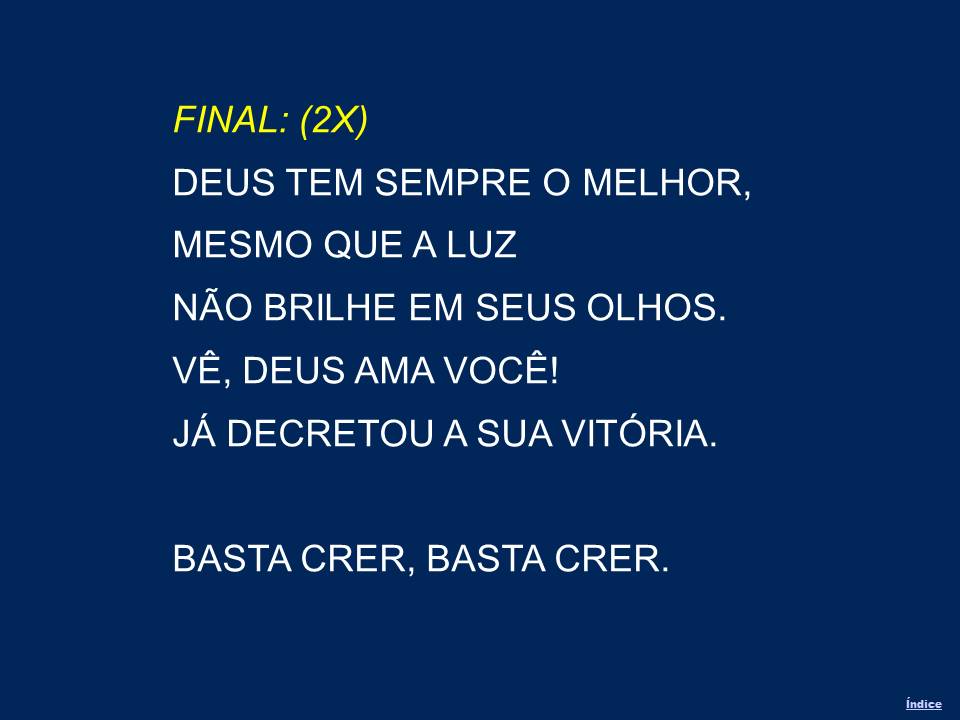 FINAL: (2X)
DEUS TEM SEMPRE O MELHOR,
MESMO QUE A LUZ
NÃO BRILHE EM SEUS OLHOS.
VÊ, DEUS AMA VOCÊ!
JÁ DECRETOU A SUA VITÓRIA.
BASTA CRER, BASTA CRER.
Índice